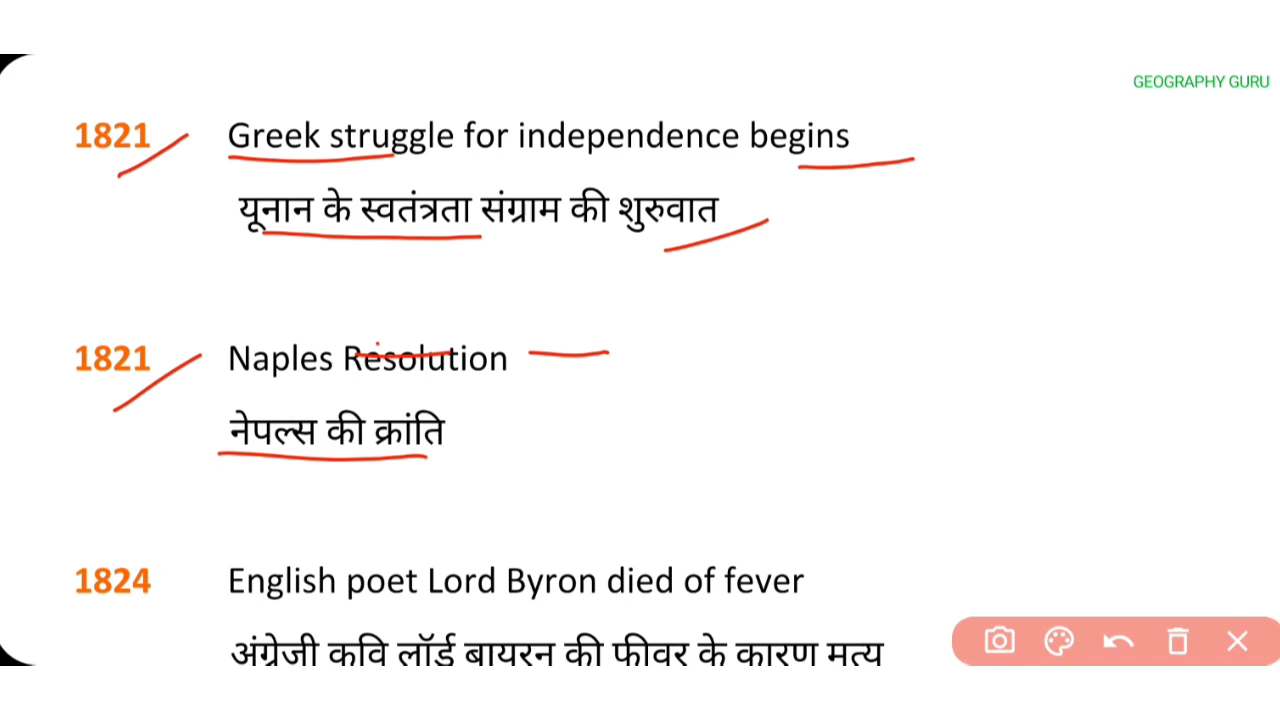 GEOGRAPHY GURU
1821 Greek struggle for independence begins
यूनान के स्वतंत्रता संग्राम की शुरुवात
1821 Naples Resolution
नेपल्स की क्रांति
1824 English poet Lord Byron died of fever
अंग्रेजी कवि लॉर्ड बायरन की फीवर के कारण मत्य